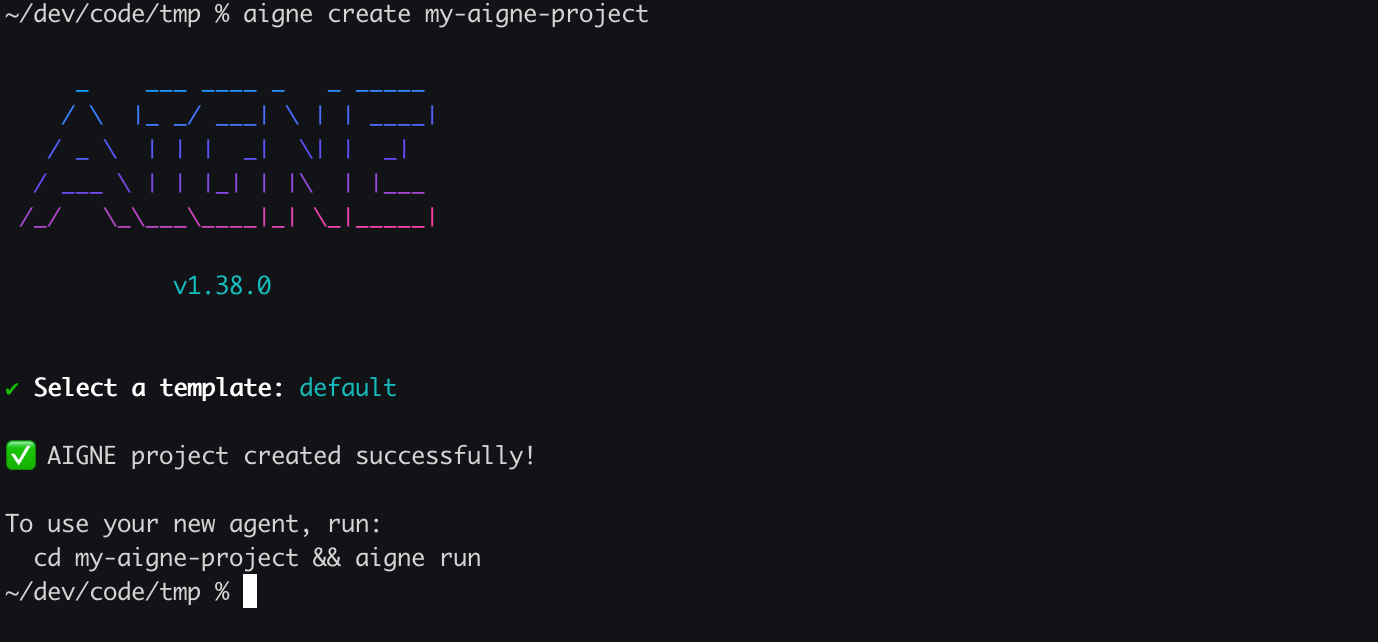 ~/dev/code/tmp % aigne create my-aigne-project
     _    ___ ____ _   _ _____
    / \  |_ _/ ___| \ | | ____|
   / _ \  | | |  _|  \| |  _|
  / ___ \ | | |_| | |\  | |___
 /_/   \_\___\____|_| \_|_____|
v1.38.0
✔ Select a template: default
✅ AIGNE project created successfully!
To use your new agent, run:
  cd my-aigne-project && aigne run
~/dev/code/tmp %